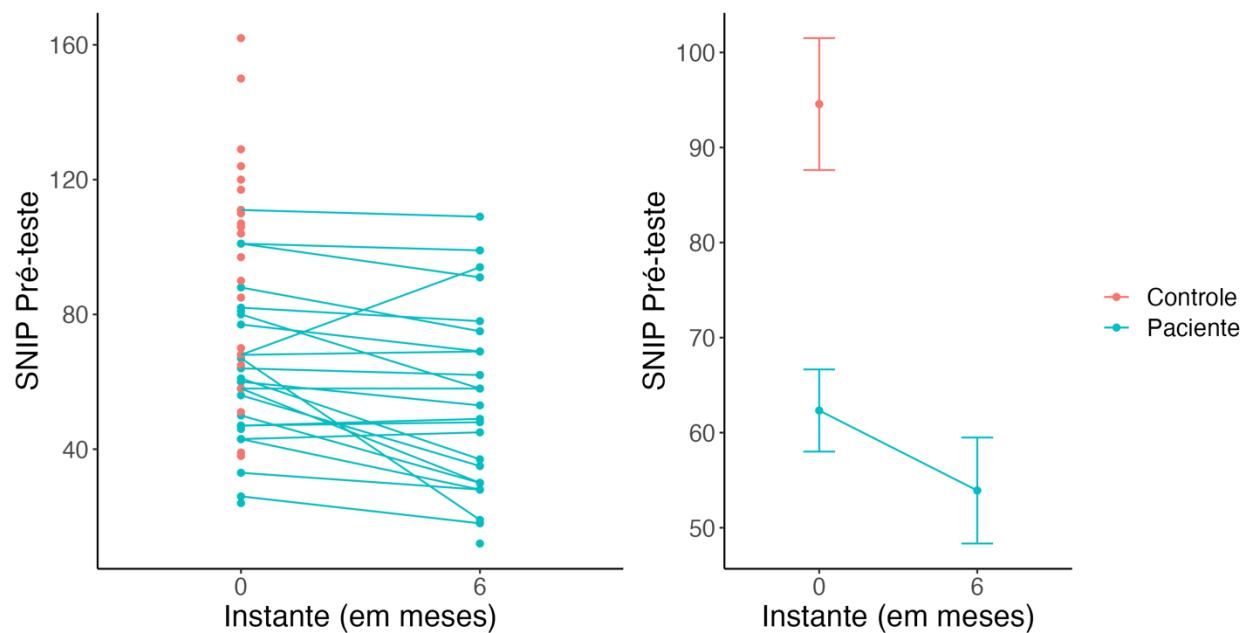 SNIP Pré-teste
160
120
80
40
0
6
Instante (em meses)
SNIP Pré-teste
100
90
80
70
60
50
0
6
Instante (em meses)
Controle
Paciente